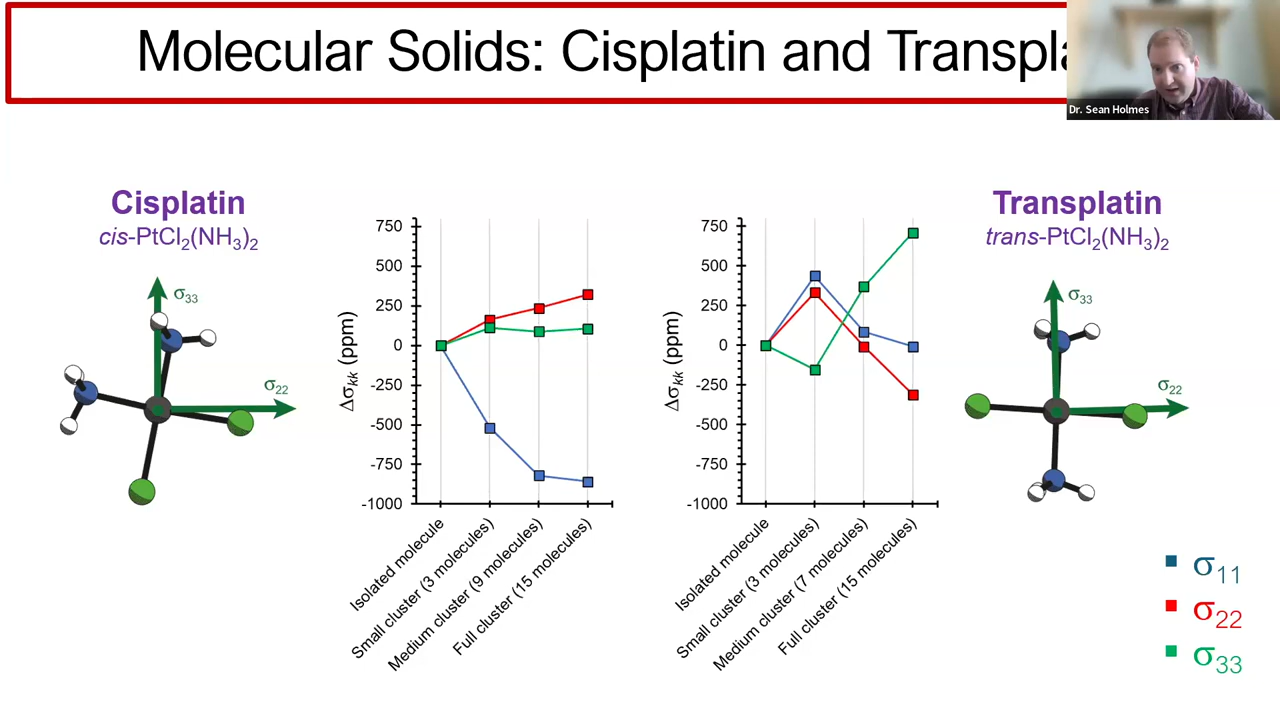 Molecular Solids: Cisplatin and Transpla
Dr. Sean Holmes
Cisplatin
cis-PtCl₂(NH₃)₂
σ₃₃
σ₂₂
Δσₖₖ (ppm)
750
500
250
0
-250
-500
-750
-1000
Isolated molecule
Small cluster (3 molecules)
Medium cluster (9 molecules)
Full cluster (15 molecules)
Δσₖₖ (ppm)
750
500
250
0
-250
-500
-750
-1000
Isolated molecule
Small cluster (3 molecules)
Medium cluster (7 molecules)
Full cluster (15 molecules)
Transplatin
trans-PtCl₂(NH₃)₂
σ₃₃
σ₂₂
σ₁₁
σ₂₂
σ₃₃